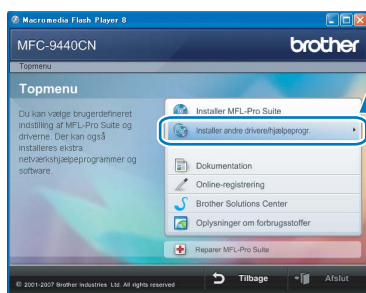 Macromedia Flash Player 8
MFC-9440CN
brother
Topmenu
Topmenu
Du kan vælge brugerdefineret
indstilling af MFL-Pro Suite og
driverne. Der kan også
installeres ekstra
netværkshjælpeprogrammer og
software.
Installer MFL-Pro Suite
Installer andre drivere/hjælpeprogr.
Dokumentation
Online-registrering
Brother Solutions Center
Oplysninger om forbrugsstoffer
Reparer MFL-Pro Suite
© 2001-2007 Brother Industries Ltd. All rights reserved
Tilbage
Afslut